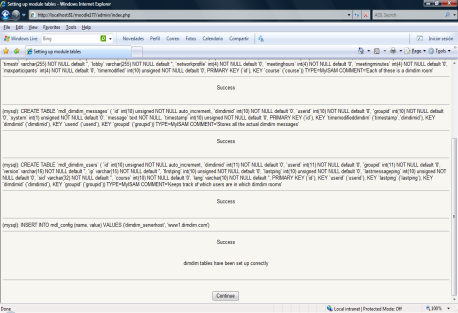 Setting up module tables - Windows Internet Explorer
http://localhost81/moodle177/admin/index.php
AOL Search
File Edit View Favorites Tools Help
Windows Live Bing Novedades Perfil Correo Fotos Calendario Compartir Iniciar sesión
Setting up module tables Page Tools
'timestr' varchar(255) NOT NULL default '', 'lobby' varchar(255) NOT NULL default '', 'networkprofile' int(4) NOT NULL default '0', 'meetinghours' int(4) NOT NULL default '0', 'meetingminutes' int(4) NOT NULL default '0',
'maxparticipants' int(4) NOT NULL default '0', 'timemodified' int(10) unsigned NOT NULL default '0', PRIMARY KEY ('id'), KEY 'course' ('course')) TYPE=MyISAM COMMENT='Each of these is a dimdim room'
Success
(mysql): CREATE TABLE 'mdl_dimdim_messages' ( 'id' int(10) unsigned NOT NULL auto_increment, 'dimdimid' int(10) NOT NULL default '0', 'userid' int(10) NOT NULL default '0', 'groupid' int(10) NOT NULL default
'0', 'system' int(1) unsigned NOT NULL default '0', 'message' text NOT NULL, 'timestamp' int(10) unsigned NOT NULL default '0', PRIMARY KEY ('id'), KEY 'timemodifieddimdim' ('timestamp', 'dimdimid'), KEY
'dimdimid' ('dimdimid'), KEY 'userid' ('userid'), KEY 'groupid' ('groupid')) TYPE=MyISAM COMMENT='Stores all the actual dimdim messages'
Success
(mysql): CREATE TABLE 'mdl_dimdim_users' ( 'id' int(10) unsigned NOT NULL auto_increment, 'dimdimid' int(11) NOT NULL default '0', 'userid' int(11) NOT NULL default '0', 'groupid' int(11) NOT NULL default '0',
'version' varchar(16) NOT NULL default '', 'ip' varchar(15) NOT NULL default '', 'firstping' int(10) unsigned NOT NULL default '0', 'lastping' int(10) unsigned NOT NULL default '0', 'lastmessageping' int(10) unsigned NOT
NULL default '0', 'sid' varchar(32) NOT NULL default '', 'course' int(10) NOT NULL default '0', 'lang' varchar(10) NOT NULL default '', PRIMARY KEY ('id'), KEY 'userid' ('userid'), KEY 'lastping' ('lastping'), KEY
'dimdimid' ('dimdimid'), KEY 'groupid' ('groupid')) TYPE=MyISAM COMMENT='Keeps track of which users are in which dimdim rooms'
Success
(mysql): INSERT INTO mdl_config (name, value) VALUES ('dimdim_serverhost', 'www1.dimdim.com')
Success
dimdim tables have been set up correctly
Continue
Done Local intranet | Protected Mode: Off 100%